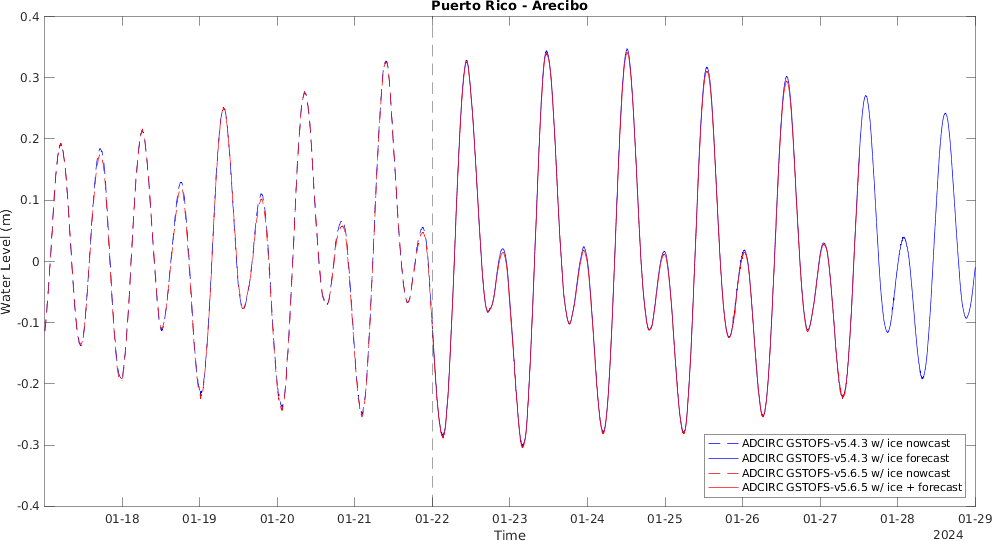 Puerto Rico - Arecibo
0.4
0.3
0.2
0.1
0
-0.1
-0.2
-0.3
-0.4
Water Level (m)
ADCIRC GSTOFS-v5.4.3 w/ ice nowcast
ADCIRC GSTOFS-v5.4.3 w/ ice forecast
ADCIRC GSTOFS-v5.6.5 w/ ice nowcast
ADCIRC GSTOFS-v5.6.5 w/ ice + forecast
01-18 01-19 01-20 01-21 01-22 01-23 01-24 01-25 01-26 01-27 01-28 01-29
Time
2024